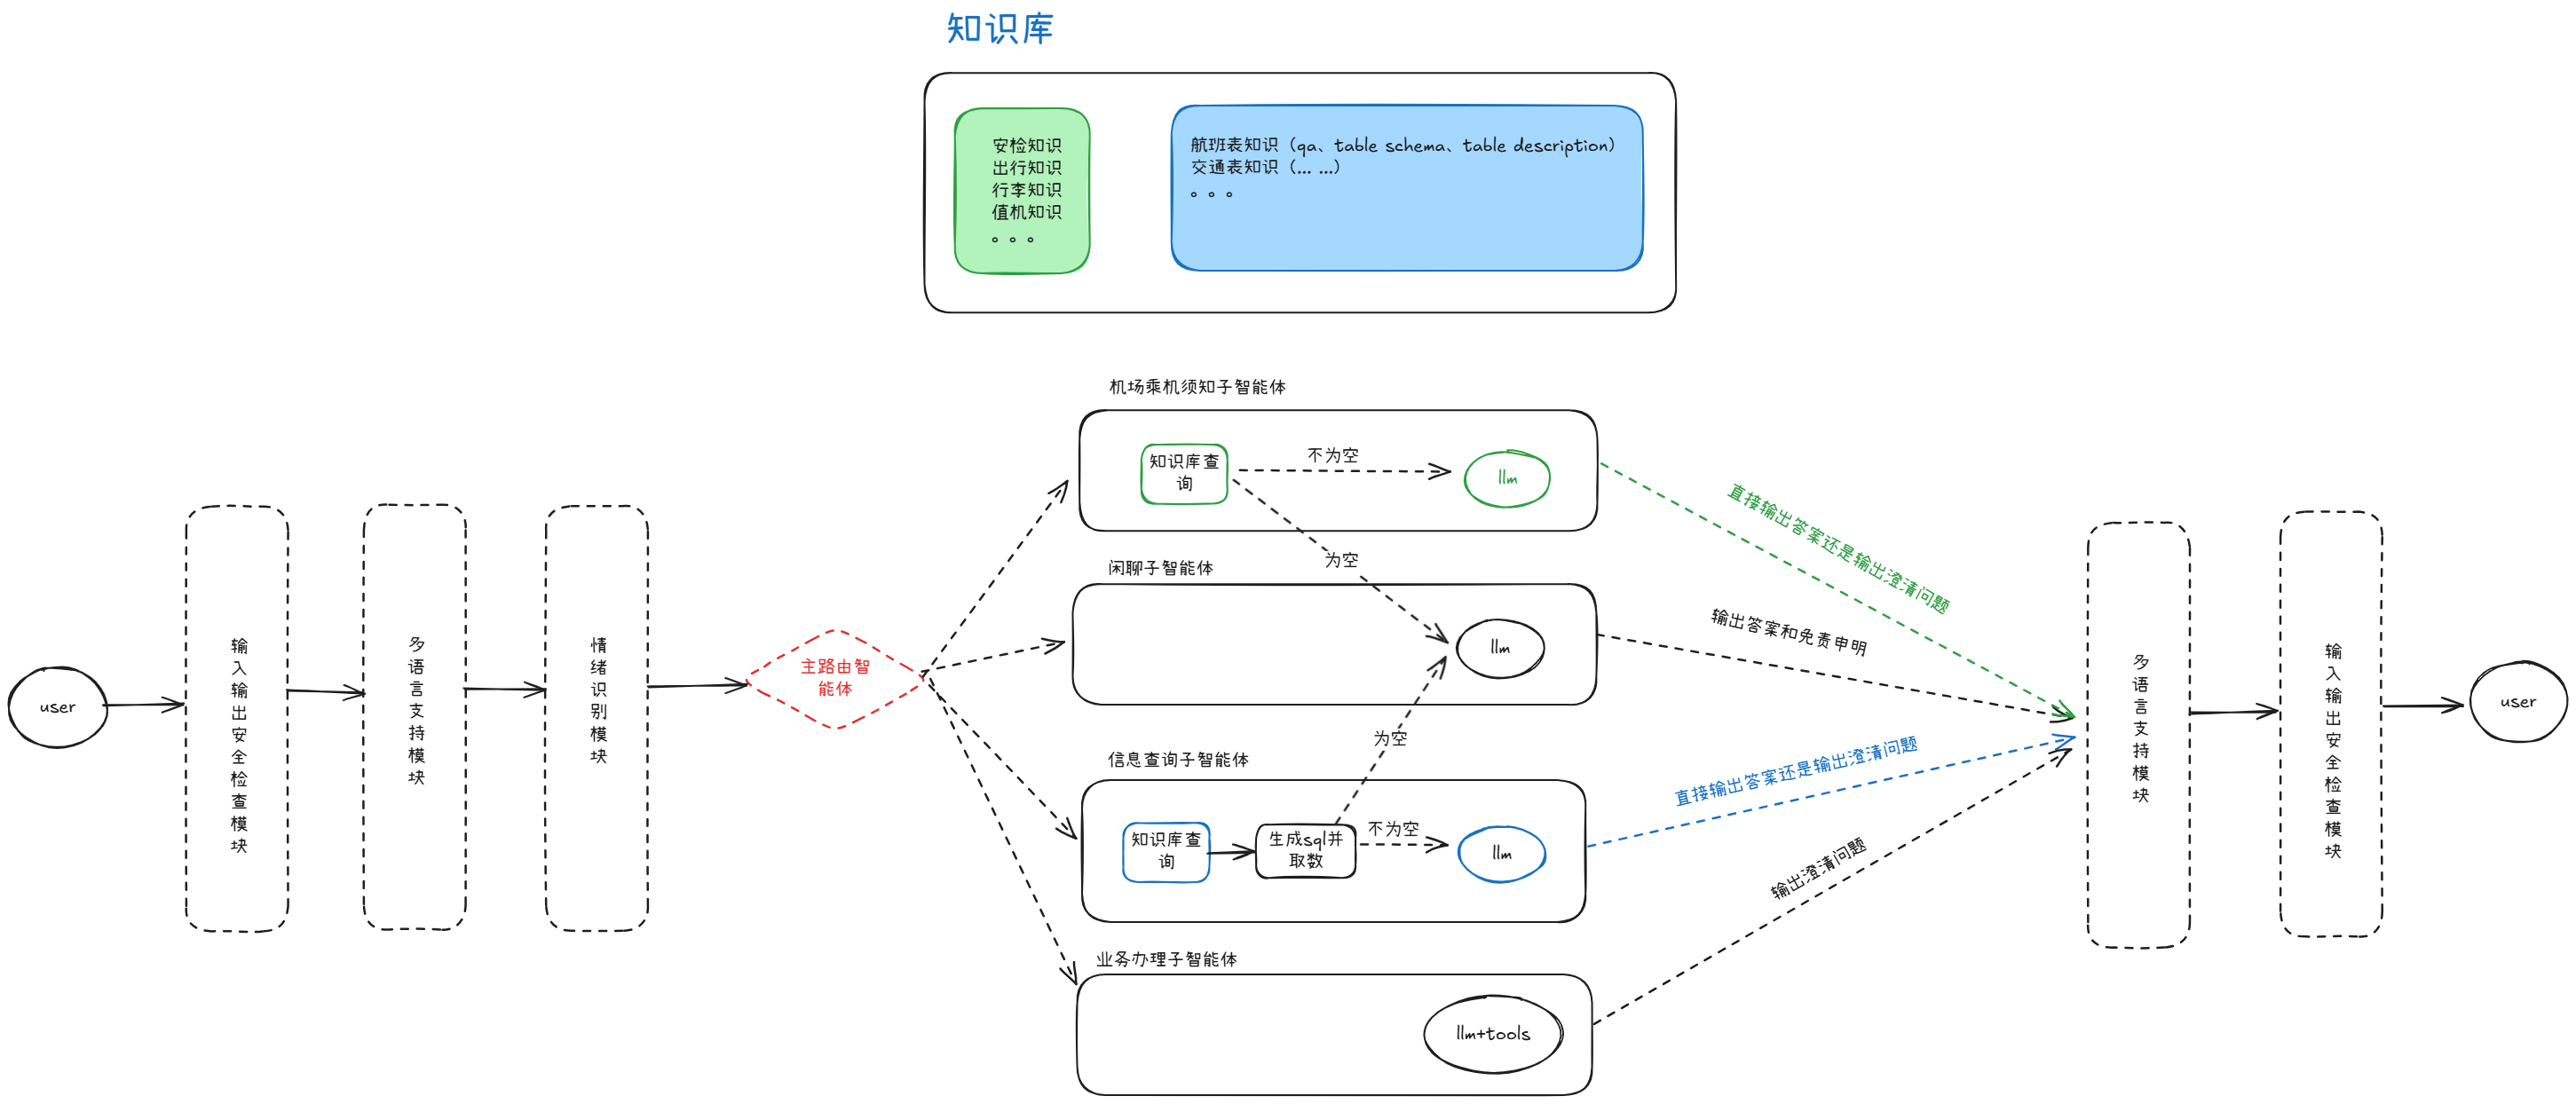 知识库
安检知识
出行知识
行李知识
值机知识
。。。
航班表知识（qa、table schema、table description）
交通表知识（... ...）
。。。
user
输
入
输
出
安
全
检
查
模
块
多
语
言
支
持
模
块
情
绪
识
别
模
块
主路由智
能体
机场乘机须知子智能体
知识库查
询
不为空
llm
为空
闲聊子智能体
llm
为空
信息查询子智能体
知识库查
询
生成sql并
取数
不为空
llm
业务办理子智能体
llm+tools
直接输出答案还是输出澄清问题
输出答案和免责申明
直接输出答案还是输出澄清问题
输出澄清问题
多
语
言
支
持
模
块
输
入
输
出
安
全
检
查
模
块
user